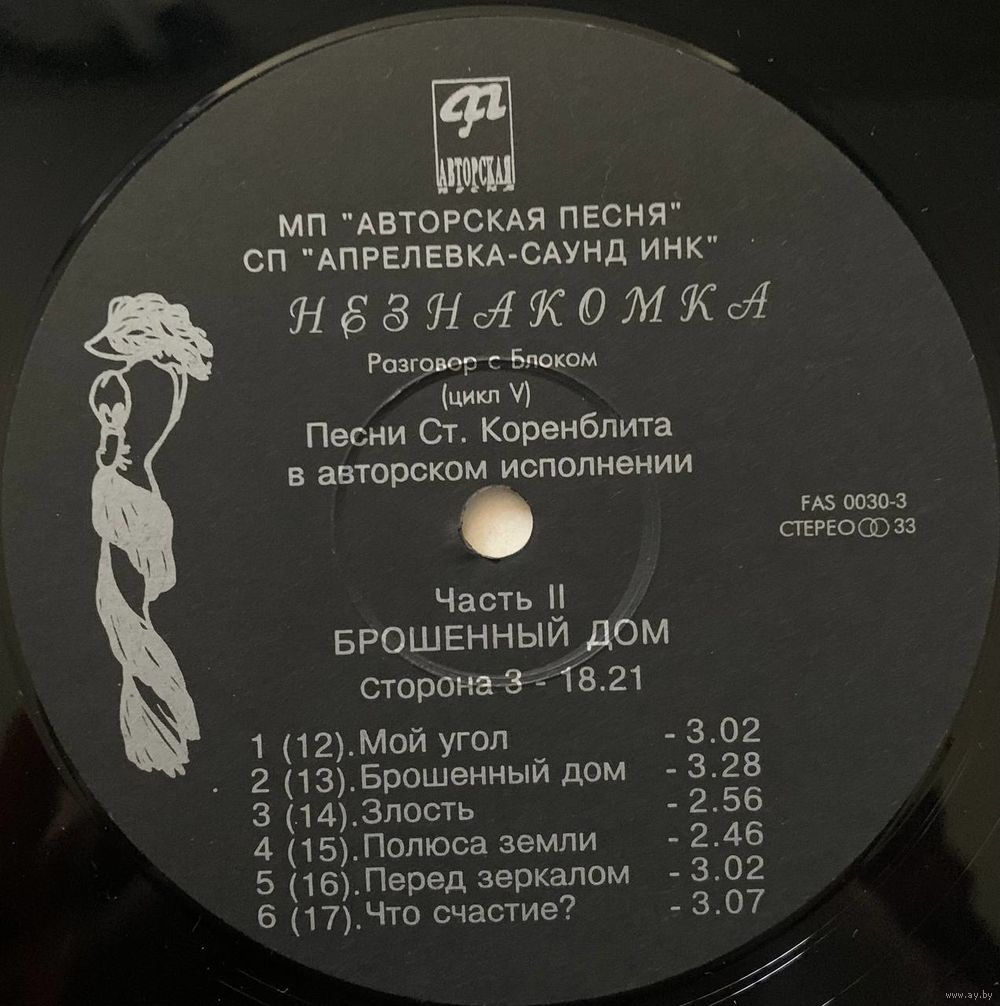 АВТОРСКАЯ
МП "АВТОРСКАЯ ПЕСНЯ"
СП "АПРЕЛЕВКА-САУНД ИНК"
НЕЗНАКОМКА
Разговор с Блоком
(цикл V)
Песни Ст. Коренблита
в авторском исполнении
FAS 0030-3
СТЕРЕО 33
Часть II
БРОШЕННЫЙ ДОМ
сторона 3 - 18.21
1 (12).Мой угол - 3.02
2 (13).Брошенный дом - 3.28
3 (14).Злость - 2.56
4 (15).Полюса земли - 2.46
5 (16).Перед зеркалом - 3.02
6 (17).Что счастие? - 3.07
www.ay.by